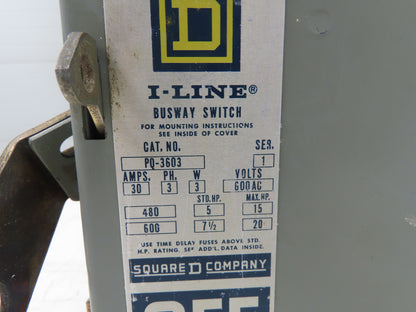 D
I-LINE®
BUSWAY SWITCH
FOR MOUNTING INSTRUCTIONS
SEE INSIDE OF COVER
CAT. NO. SER.
PQ-3603 1
AMPS. PH. W VOLTS
30 3 3 600AC
STD.HP. MAX.HP.
480 5 15
600 7½ 20
USE TIME DELAY FUSES ABOVE STD.
H.P. RATING. SEE ADD'L. DATA INSIDE.
SQUARE D COMPANY
OFF